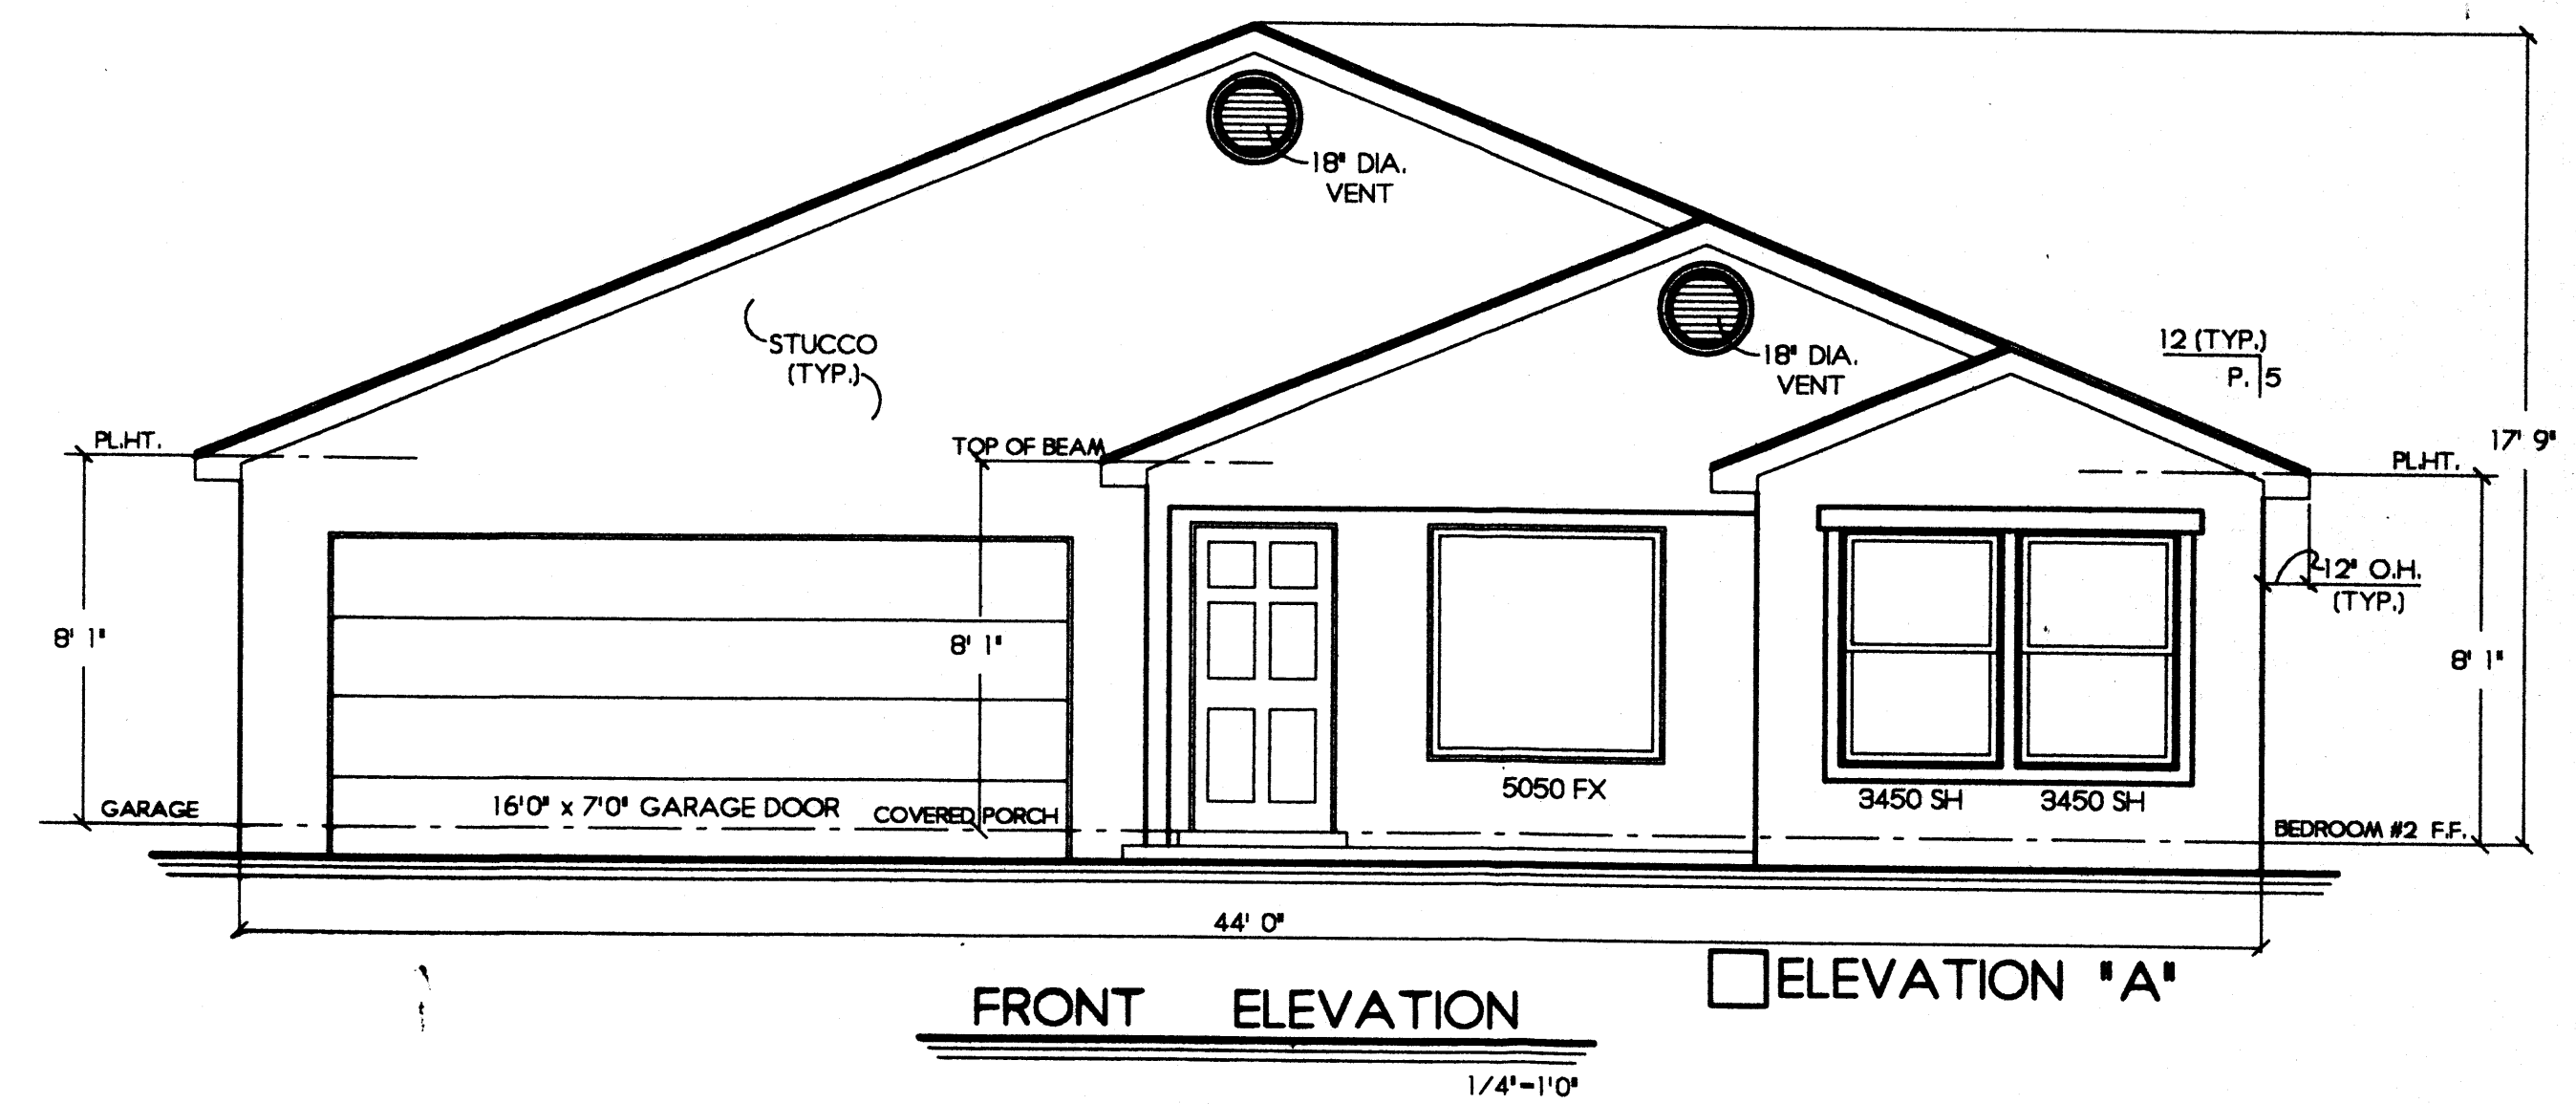 18" DIA.
VENT
STUCCO
(TYP.)
18" DIA.
VENT
12 (TYP.)
P. 5
PL.HT.
TOP OF BEAM
PL.HT.
17' 9"
12" O.H.
(TYP.)
8' 1"
8' 1"
8' 1"
GARAGE
16'0" x 7'0" GARAGE DOOR
COVERED PORCH
5050 FX
3450 SH
3450 SH
BEDROOM #2 F.F.
44' 0"
ELEVATION "A"
FRONT ELEVATION
1/4"-1'0"